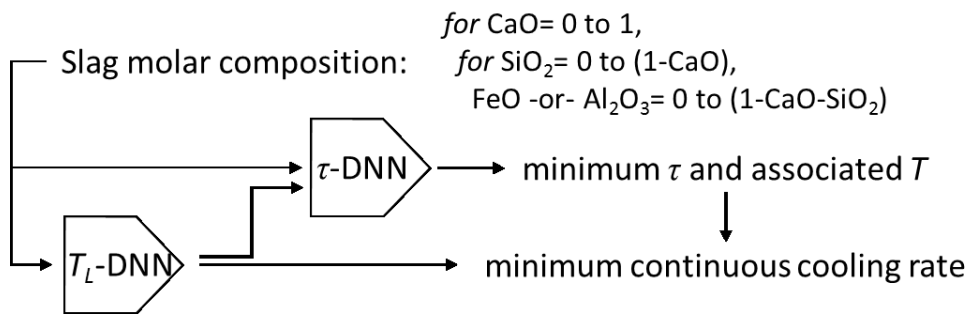 for CaO= 0 to 1,
Slag molar composition: for SiO₂= 0 to (1-CaO),
FeO -or- Al₂O₃= 0 to (1-CaO-SiO₂)
τ-DNN
minimum τ and associated T
T_L-DNN
minimum continuous cooling rate